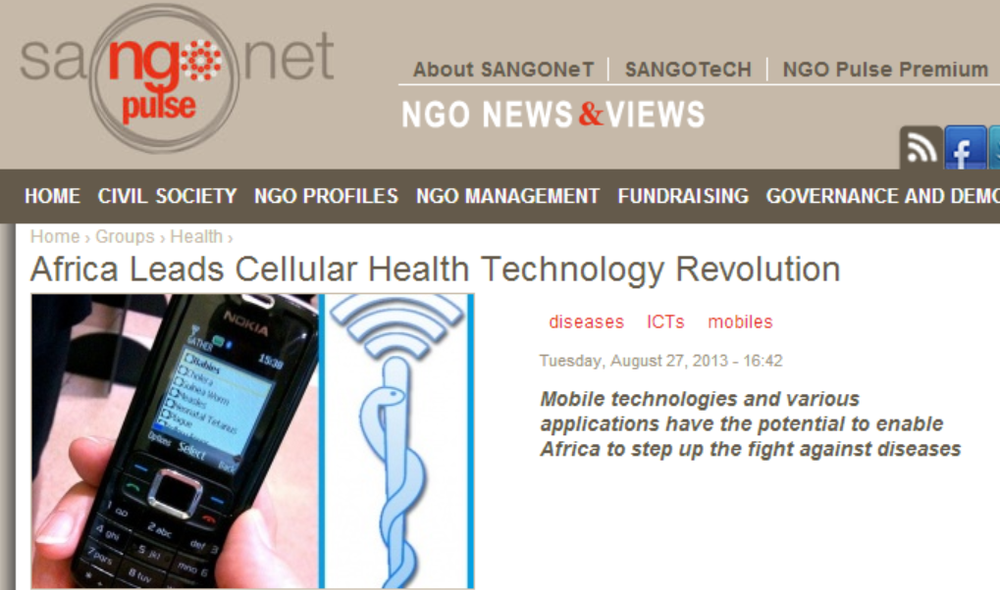 sangonet
pulse
About SANGONeT | SANGOTeCH | NGO Pulse Premium
NGO NEWS & VIEWS
HOME CIVIL SOCIETY NGO PROFILES NGO MANAGEMENT FUNDRAISING GOVERNANCE AND DEMO
Home › Groups › Health ›
Africa Leads Cellular Health Technology Revolution
NOKIA
GATHER
15:38
Rabies
Cholera
Guinea Worm
Measles
Neonatal Tetanus
Plague
Options Select Back
1 oo
2 abc
def 3
4 ghi
5 jkl
mno 6
7 pqrs
8 tuv
diseases ICTs mobiles
Tuesday, August 27, 2013 - 16:42
Mobile technologies and various
applications have the potential to enable
Africa to step up the fight against diseases